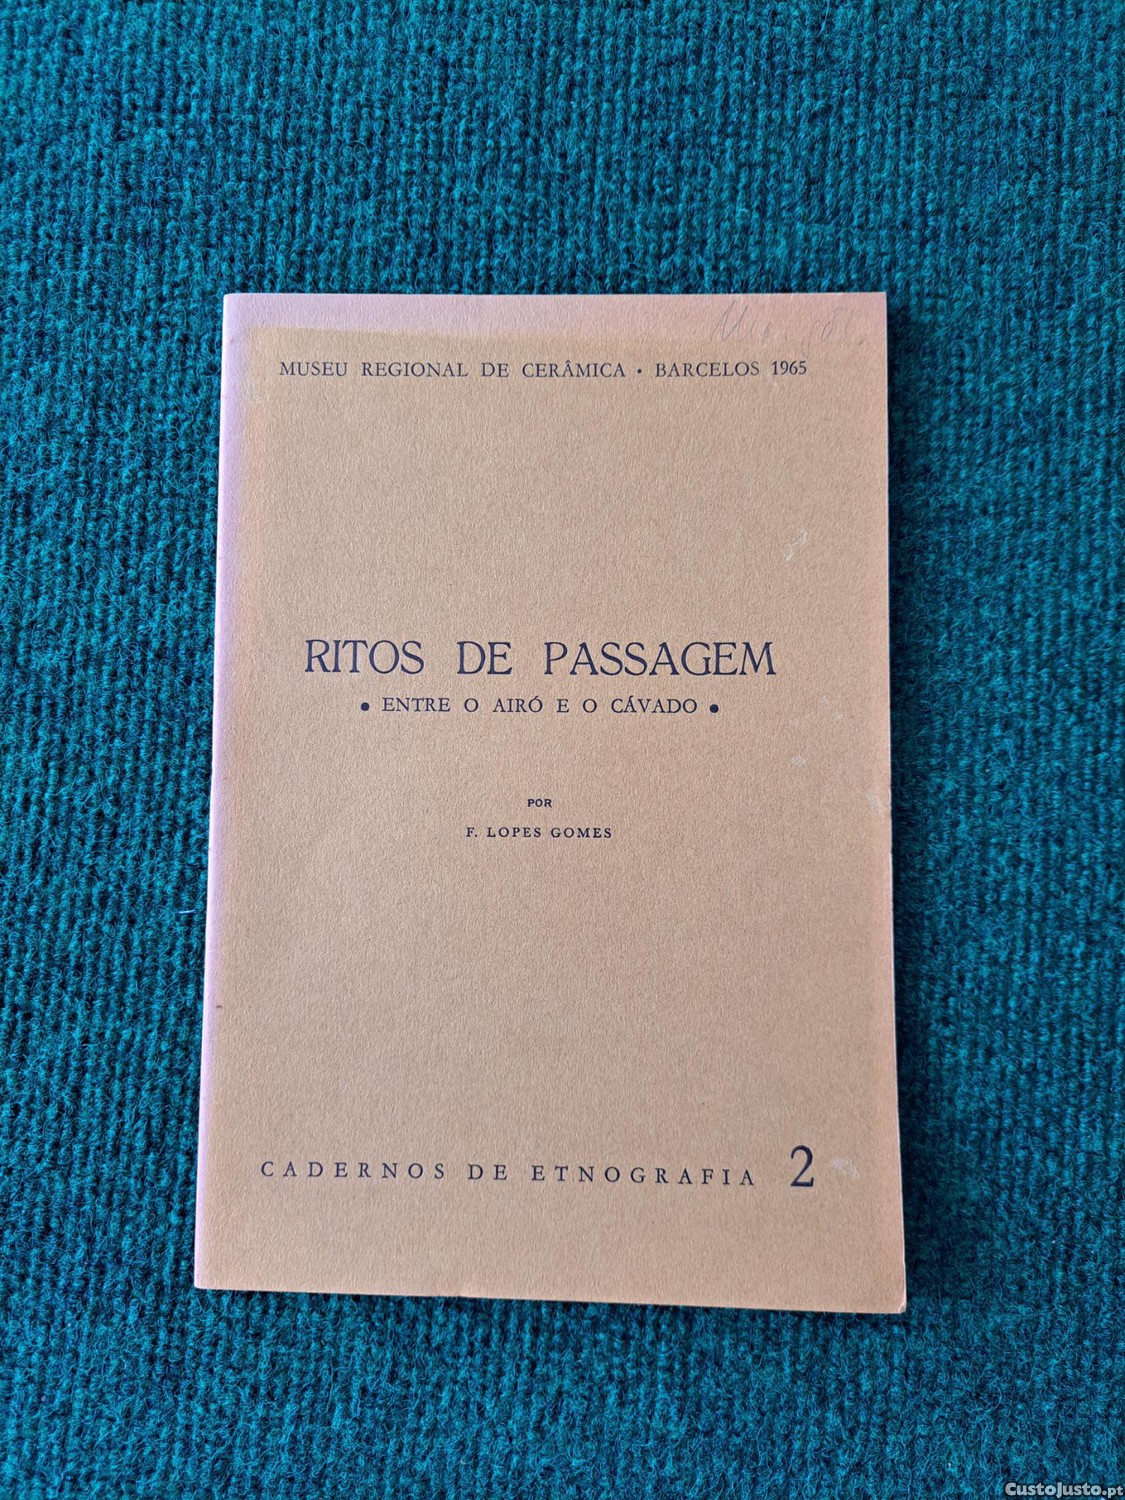 MUSEU REGIONAL DE CERÂMICA • BARCELOS 1965
RITOS DE PASSAGEM
• ENTRE O AIRÓ E O CÁVADO •
POR
F. LOPES GOMES
CADERNOS DE ETNOGRAFIA 2
CustoJusto.pt